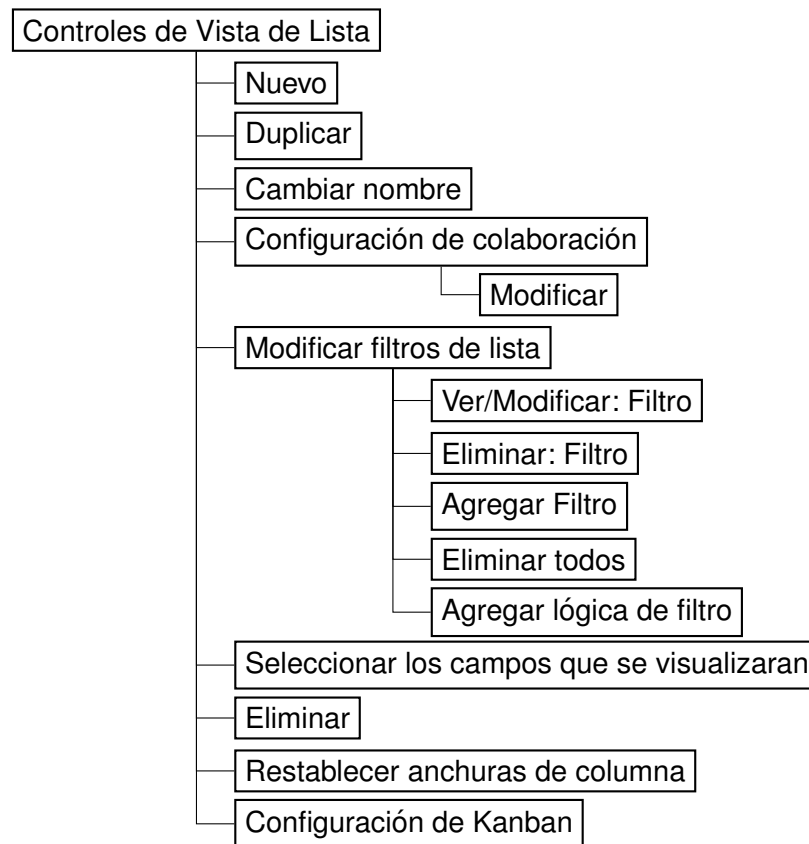 Controles de Vista de Lista
Nuevo
Duplicar
Cambiar nombre
Configuración de colaboración
Modificar
Modificar filtros de lista
Ver/Modificar: Filtro
Eliminar: Filtro
Agregar Filtro
Eliminar todos
Agregar lógica de filtro
Seleccionar los campos que se visualizaran
Eliminar
Restablecer anchuras de columna
Configuración de Kanban